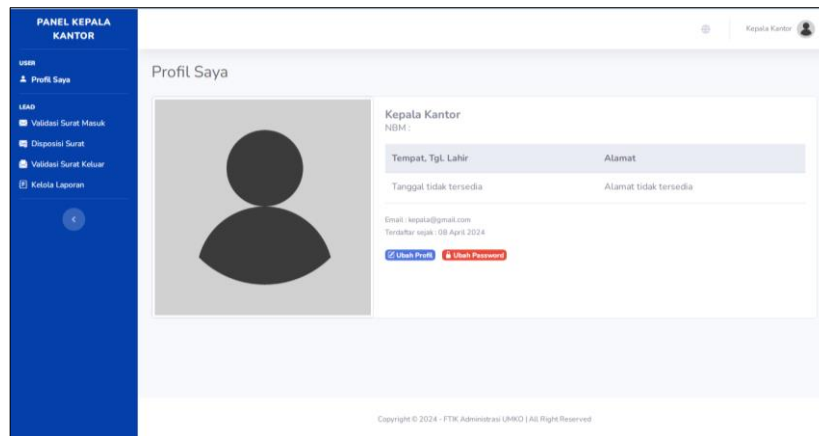 PANEL KEPALA
KANTOR
Kepala Kantor
USER
Profil Saya
LEAD
Validasi Surat Masuk
Disposisi Surat
Validasi Surat Keluar
Kelola Laporan
Profil Saya
Kepala Kantor
NBM :
Tempat, Tgl. Lahir Alamat
Tanggal tidak tersedia Alamat tidak tersedia
Email : kepala@gmail.com
Terdaftar sejak : 08 April 2024
Ubah Profil Ubah Password
Copyright © 2024 - FTIK Administrasi UMKO | All Right Reserved